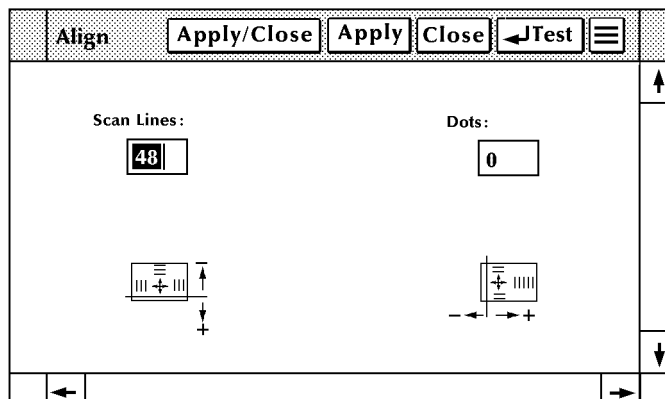 Align Apply/Close Apply Close ↵Test
Scan Lines: Dots:
48 0
−
− +
+